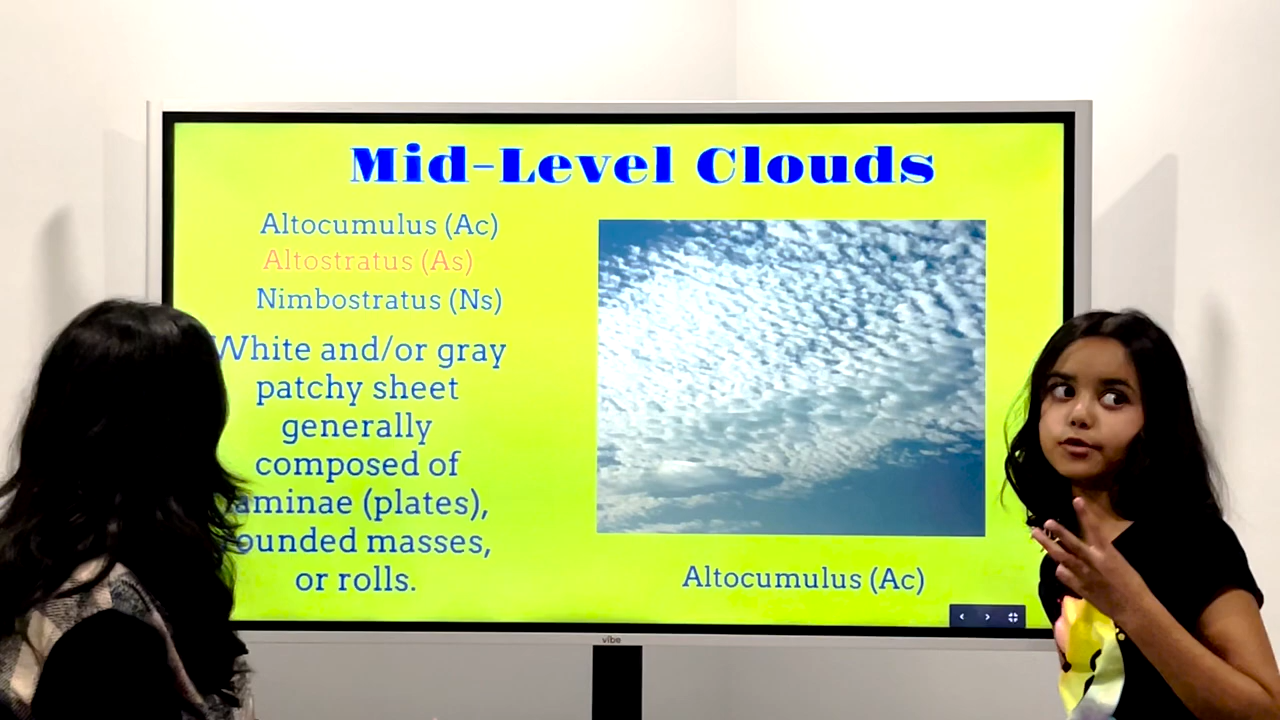 Mid-Level Clouds
Altocumulus (Ac)
Altostratus (As)
Nimbostratus (Ns)
White and/or gray
patchy sheet
generally
composed of
aminae (plates),
ounded masses,
or rolls.
Altocumulus (Ac)
vibe